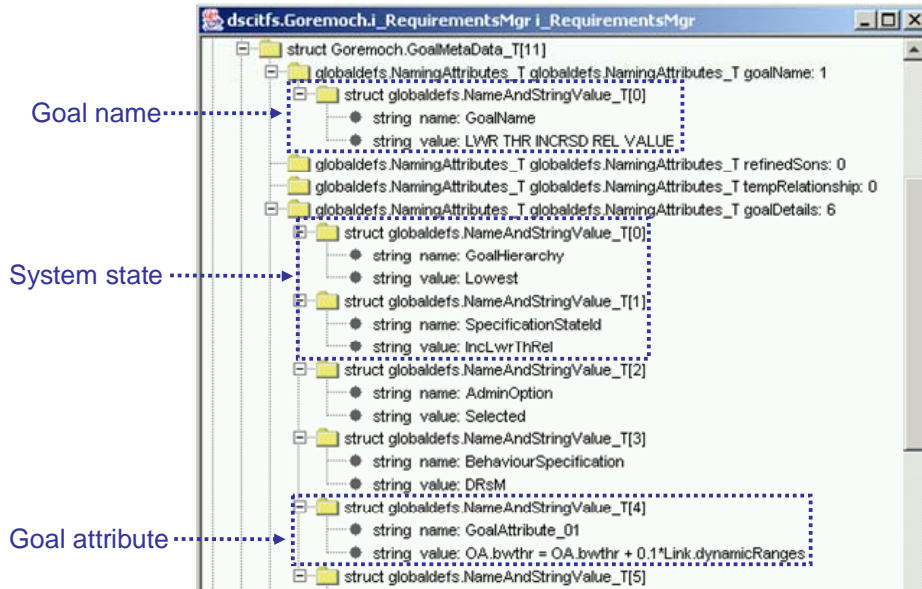 dscitfs.Goremoch.i_RequirementsMgr i_RequirementsMgr
struct Goremoch.GoalMetaData_T[11]
globaldefs.NamingAttributes_T globaldefs.NamingAttributes_T goalName: 1
struct globaldefs.NameAndStringValue_T[0]
Goal name
string name: GoalName
string value: LWR THR INCRSD REL VALUE
globaldefs.NamingAttributes_T globaldefs.NamingAttributes_T refinedSons: 0
globaldefs.NamingAttributes_T globaldefs.NamingAttributes_T tempRelationship: 0
globaldefs.NamingAttributes_T globaldefs.NamingAttributes_T goalDetails: 6
struct globaldefs.NameAndStringValue_T[0]
string name: GoalHierarchy
System state
string value: Lowest
struct globaldefs.NameAndStringValue_T[1]
string name: SpecificationStateId
string value: IncLwrThRel
struct globaldefs.NameAndStringValue_T[2]
string name: AdminOption
string value: Selected
struct globaldefs.NameAndStringValue_T[3]
string name: BehaviourSpecification
string value: DRsM
struct globaldefs.NameAndStringValue_T[4]
string name: GoalAttribute_01
Goal attribute
string value: OA.bwthr = OA.bwthr + 0.1*Link.dynamicRanges
struct globaldefs.NameAndStringValue_T[5]